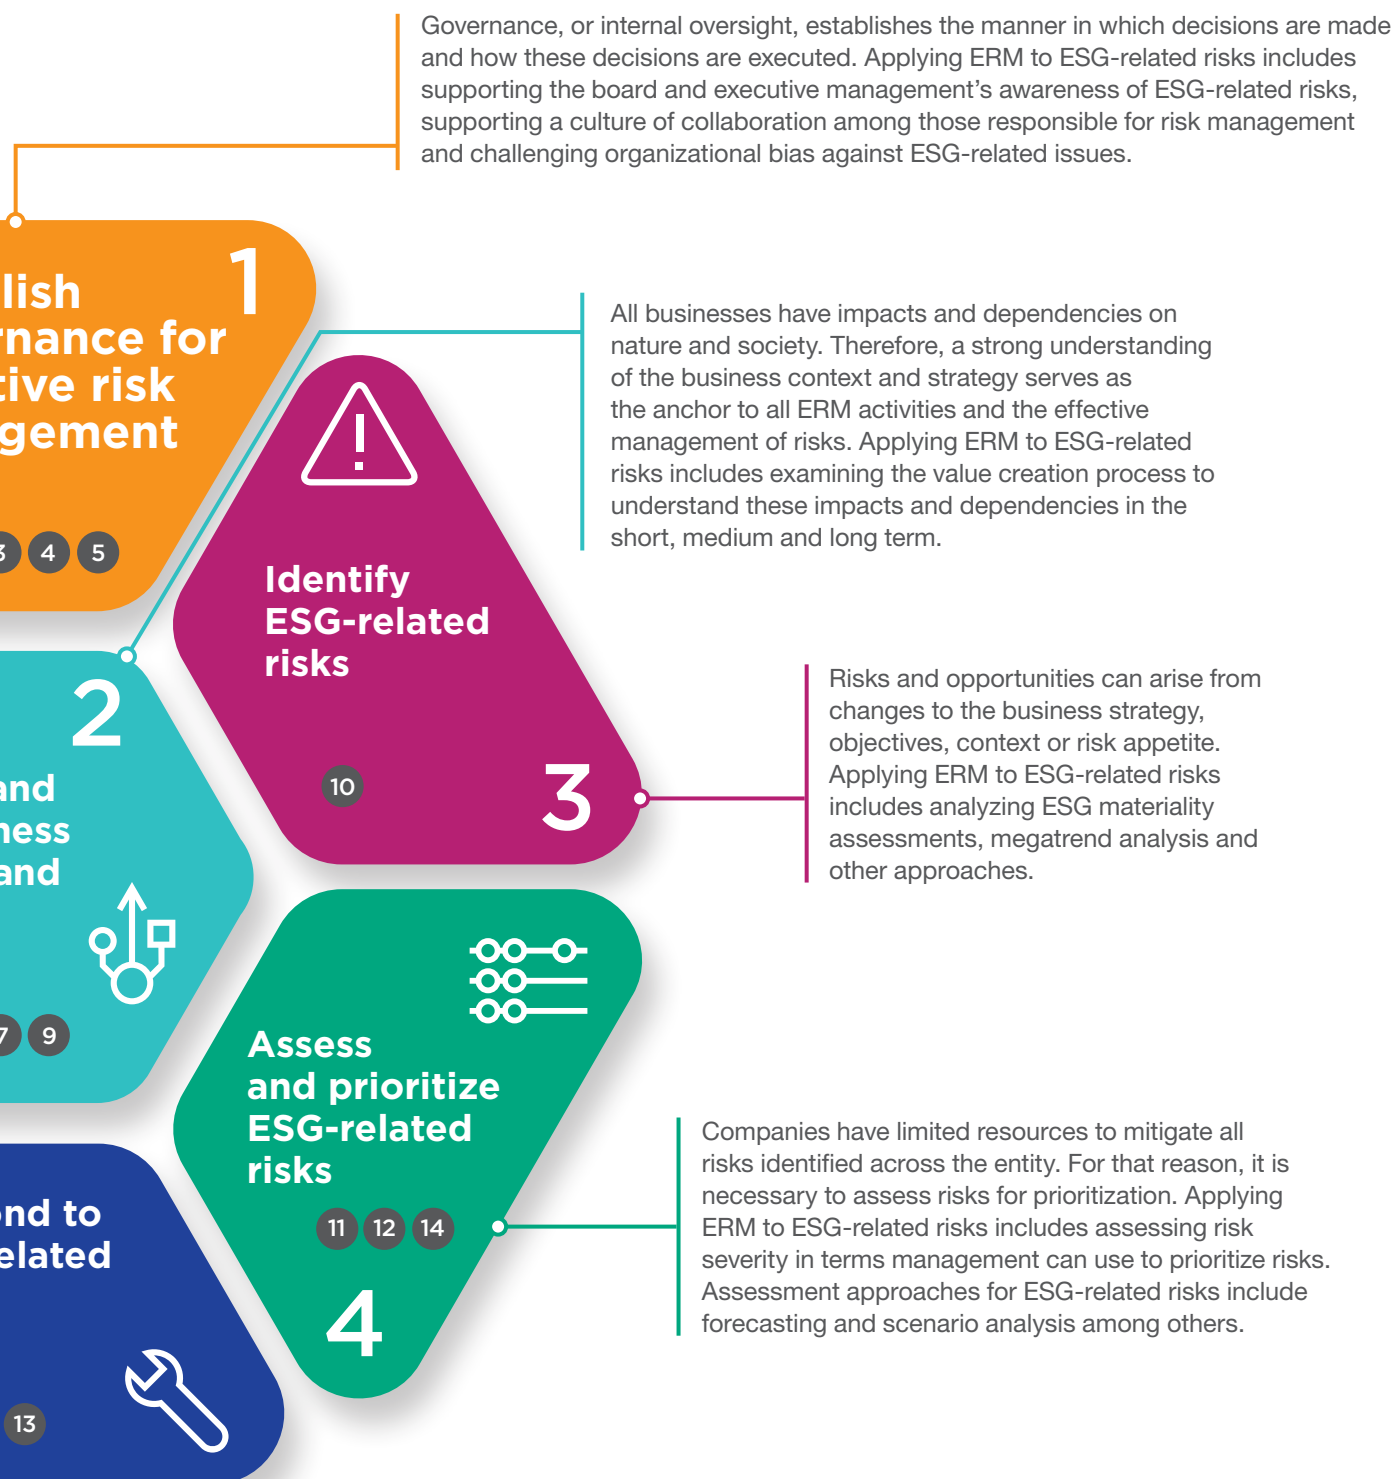 Governance, or internal oversight, establishes the manner in which decisions are made
and how these decisions are executed. Applying ERM to ESG-related risks includes
supporting the board and executive management's awareness of ESG-related risks,
supporting a culture of collaboration among those responsible for risk management
and challenging organizational bias against ESG-related issues.
1
lish
rnance for
tive risk
gement
3 4 5
All businesses have impacts and dependencies on
nature and society. Therefore, a strong understanding
of the business context and strategy serves as
the anchor to all ERM activities and the effective
management of risks. Applying ERM to ESG-related
risks includes examining the value creation process to
understand these impacts and dependencies in the
short, medium and long term.
2
and
ness
and
7 9
Identify
ESG-related
risks
10
3
Risks and opportunities can arise from
changes to the business strategy,
objectives, context or risk appetite.
Applying ERM to ESG-related risks
includes analyzing ESG materiality
assessments, megatrend analysis and
other approaches.
Assess
and prioritize
ESG-related
risks
11 12 14
4
Companies have limited resources to mitigate all
risks identified across the entity. For that reason, it is
necessary to assess risks for prioritization. Applying
ERM to ESG-related risks includes assessing risk
severity in terms management can use to prioritize risks.
Assessment approaches for ESG-related risks include
forecasting and scenario analysis among others.
nd to
elated
13